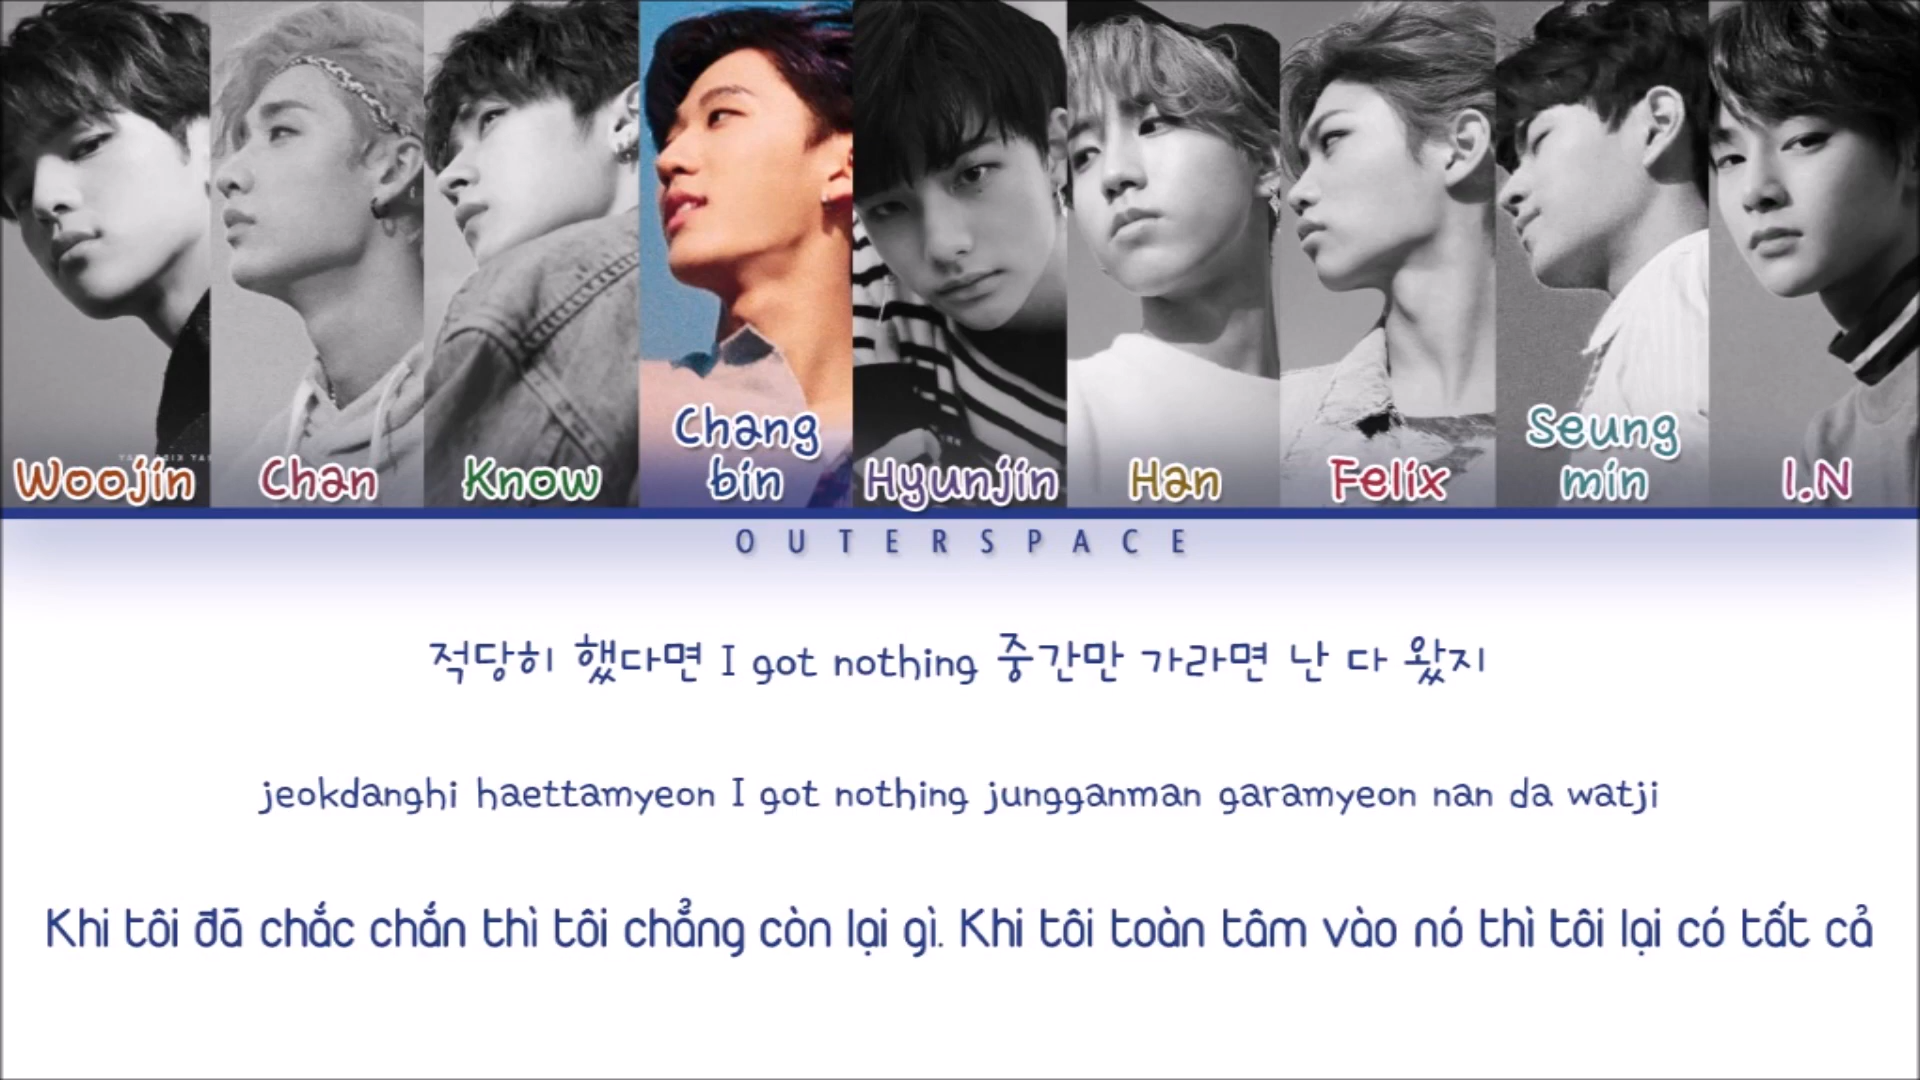 Woojin
Chan
Know
Chang
bin
Hyunjin
Han
Felix
Seung
min
I.N
OUTERSPACE
적당히 했다면 I got nothing 중간만 가라면 난 다 왔지
jeokdanghi haettamyeon I got nothing jungganman garamyeon nan da watji
Khi tôi đã chắc chắn thì tôi chẳng còn lại gì. Khi tôi toàn tâm vào nó thì tôi lại có tất cả